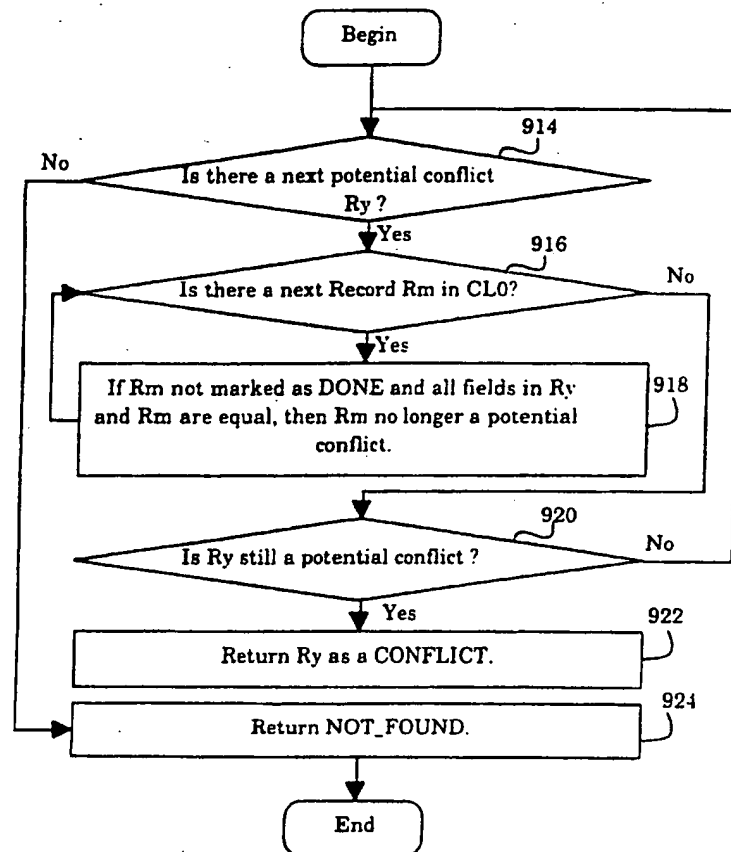 Begin
914
No
Is there a next potential conflict
Ry ?
Yes
916
Is there a next Record Rm in CL0?
No
Yes
If Rm not marked as DONE and all fields in Ry
and Rm are equal, then Rm no longer a potential
conflict.
918
920
Is Ry still a potential conflict ?
No
Yes
922
Return Ry as a CONFLICT.
924
Return NOT_FOUND.
End